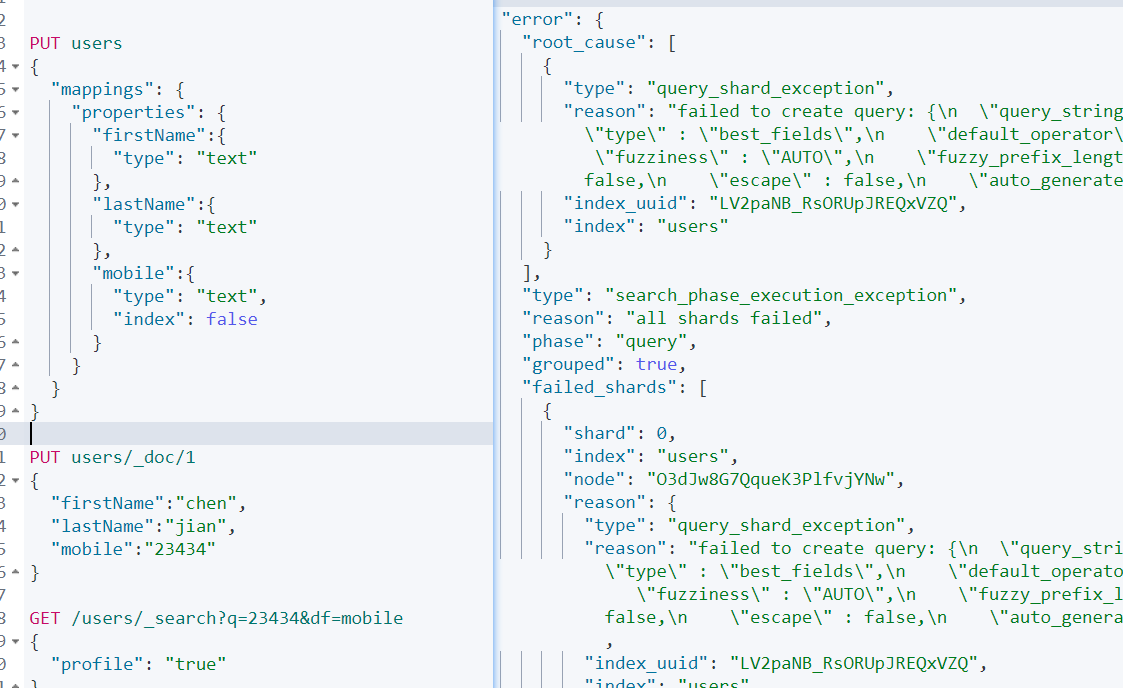 2
3 PUT users
4 {
5 "mappings": {
6 "properties": {
7 "firstName":{
8 "type": "text"
9 },
0 "lastName":{
1 "type": "text"
2 },
3 "mobile":{
4 "type": "text",
5 "index": false
6 }
7 }
8 }
9 }
0
1 PUT users/_doc/1
2 {
3 "firstName":"chen",
4 "lastName":"jian",
5 "mobile":"23434"
6 }
7
8 GET /users/_search?q=23434&df=mobile
9 {
0 "profile": "true"
"error": {
"root_cause": [
{
"type": "query_shard_exception",
"reason": "failed to create query: {\n \"query_string
\"type\" : \"best_fields\",\n \"default_operator\
\"fuzziness\" : \"AUTO\",\n \"fuzzy_prefix_lengt
false,\n \"escape\" : false,\n \"auto_generate
"index_uuid": "LV2paNB_RsORUpJREQxVZQ",
"index": "users"
}
],
"type": "search_phase_execution_exception",
"reason": "all shards failed",
"phase": "query",
"grouped": true,
"failed_shards": [
{
"shard": 0,
"index": "users",
"node": "O3dJw8G7QqueK3PlfvjYNw",
"reason": {
"type": "query_shard_exception",
"reason": "failed to create query: {\n \"query_stri
\"type\" : \"best_fields\",\n \"default_operato
\"fuzziness\" : \"AUTO\",\n \"fuzzy_prefix_l
false,\n \"escape\" : false,\n \"auto_genera
,
"index_uuid": "LV2paNB_RsORUpJREQxVZQ",
"index": "users"